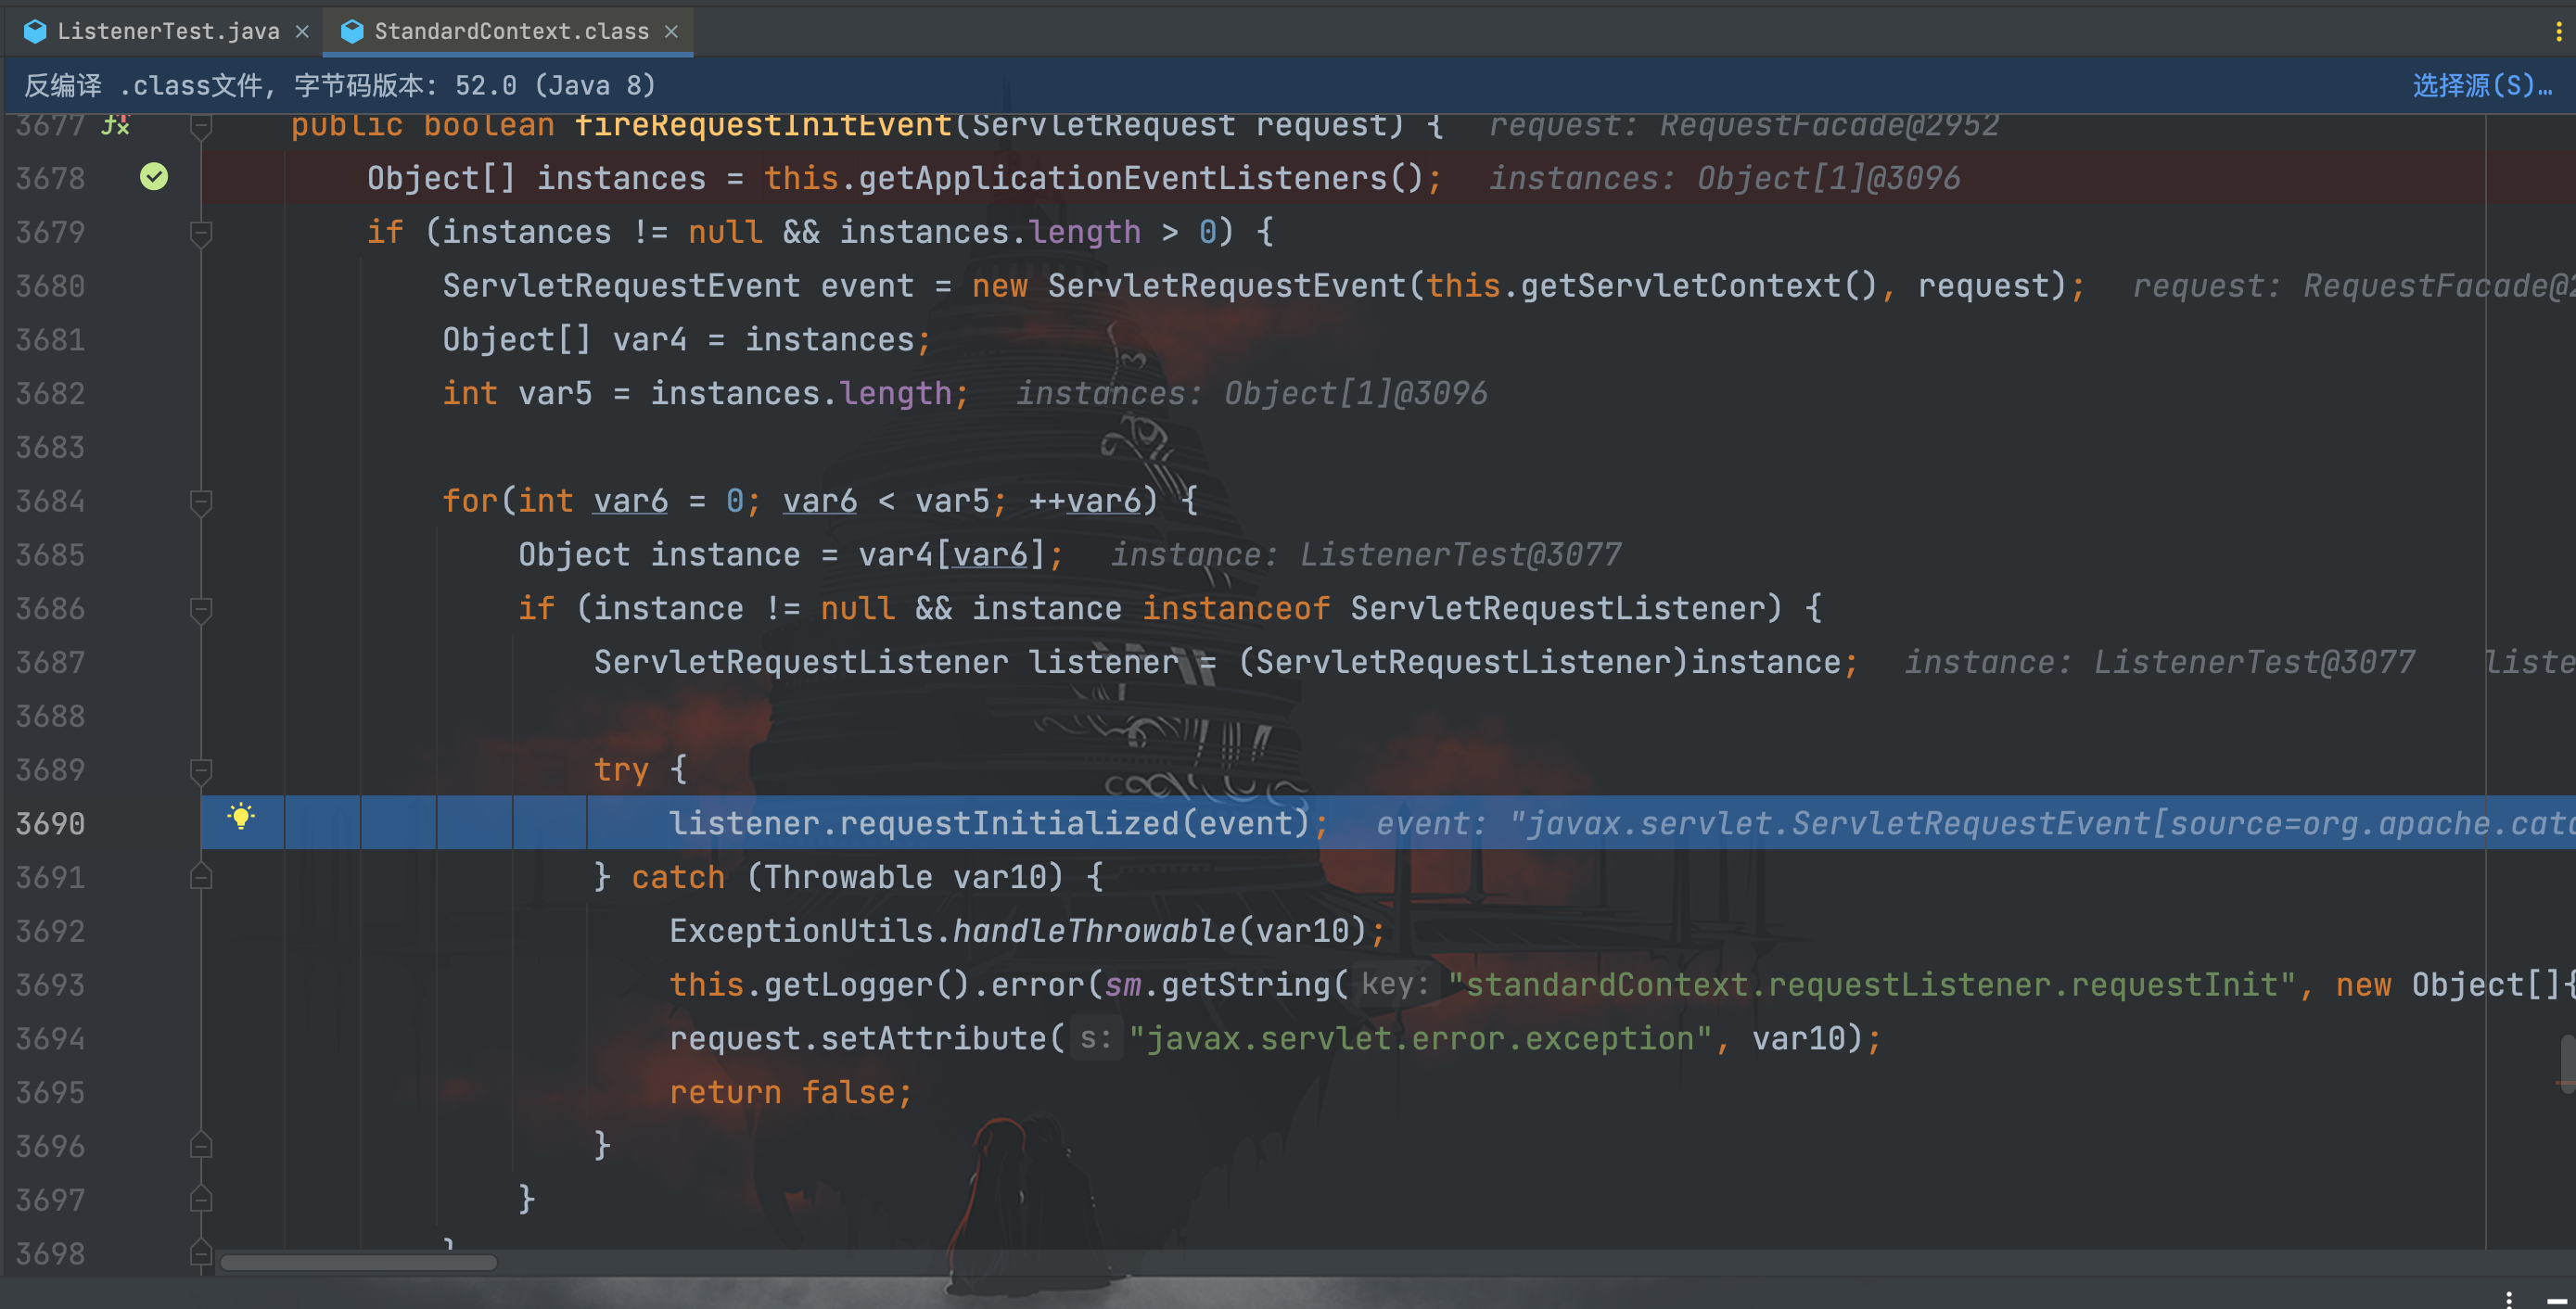 ListenerTest.java × StandardContext.class ×
反编译 .class文件, 字节码版本: 52.0 (Java 8) 选择源(S)…
3677 public boolean fireRequestInitEvent(ServletRequest request) { request: RequestFacade@2952
3678 Object[] instances = this.getApplicationEventListeners(); instances: Object[1]@3096
3679 if (instances != null && instances.length > 0) {
3680 ServletRequestEvent event = new ServletRequestEvent(this.getServletContext(), request); request: RequestFacade@2
3681 Object[] var4 = instances;
3682 int var5 = instances.length; instances: Object[1]@3096
3683
3684 for(int var6 = 0; var6 < var5; ++var6) {
3685 Object instance = var4[var6]; instance: ListenerTest@3077
3686 if (instance != null && instance instanceof ServletRequestListener) {
3687 ServletRequestListener listener = (ServletRequestListener)instance; instance: ListenerTest@3077 liste
3688
3689 try {
3690 listener.requestInitialized(event); event: "javax.servlet.ServletRequestEvent[source=org.apache.cata
3691 } catch (Throwable var10) {
3692 ExceptionUtils.handleThrowable(var10);
3693 this.getLogger().error(sm.getString( key: "standardContext.requestListener.requestInit", new Object[]{
3694 request.setAttribute( s: "javax.servlet.error.exception", var10);
3695 return false;
3696 }
3697 }
3698 }